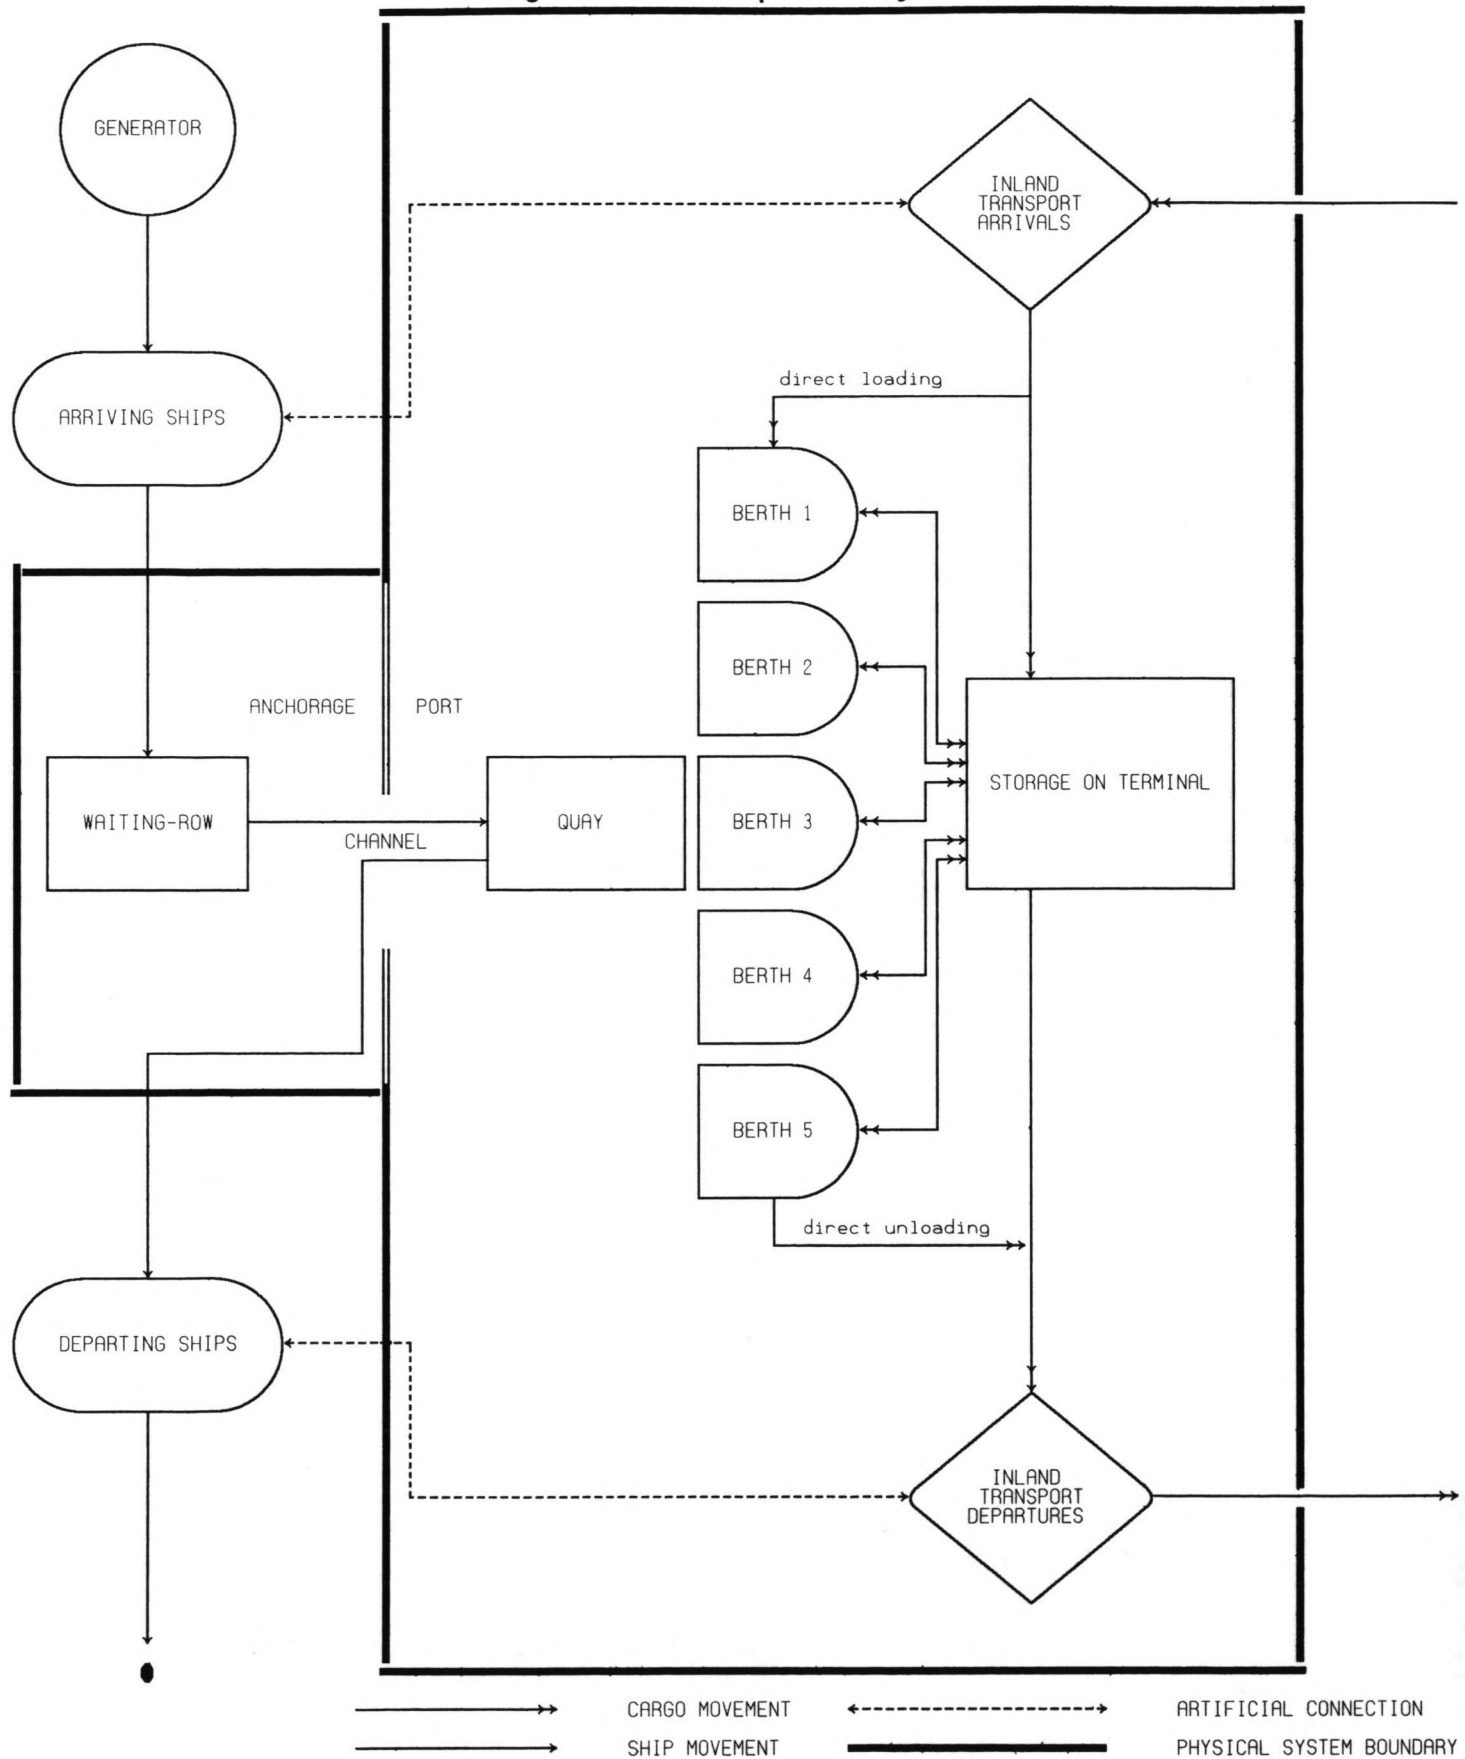 GENERATOR
INLAND
TRANSPORT
ARRIVALS
direct loading
ARRIVING SHIPS
BERTH 1
BERTH 2
ANCHORAGE
PORT
STORAGE ON TERMINAL
WAITING-ROW
CHANNEL
QUAY
BERTH 3
BERTH 4
BERTH 5
direct unloading
DEPARTING SHIPS
INLAND
TRANSPORT
DEPARTURES
CARGO MOVEMENT
ARTIFICIAL CONNECTION
SHIP MOVEMENT
PHYSICAL SYSTEM BOUNDARY